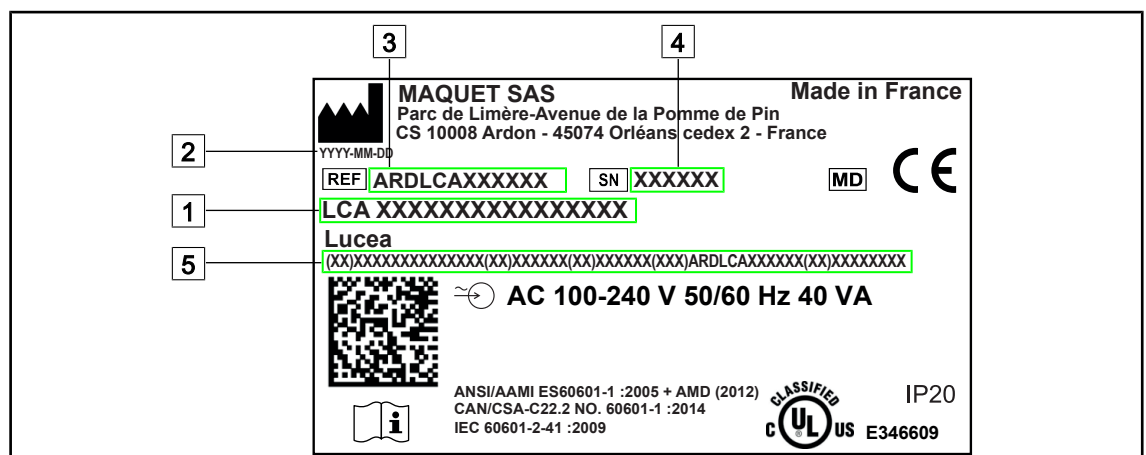 3
4
MAQUET SAS
Made in France
Parc de Limère-Avenue de la Pomme de Pin
CS 10008 Ardon - 45074 Orléans cedex 2 - France
2
YYYY-MM-DD
REF ARDLCAXXXXXX SN XXXXXX MD CE
1
LCA XXXXXXXXXXXXXXXX
Lucea
5
(XX)XXXXXXXXXXXXXX(XX)XXXXXX(XX)XXXXXX(XXX)ARDLCAXXXXXX(XX)XXXXXXXX
AC 100-240 V 50/60 Hz 40 VA
ANSI/AAMI ES60601-1 :2005 + AMD (2012)
CAN/CSA-C22.2 NO. 60601-1 :2014
IEC 60601-2-41 :2009
i
CLASSIFIED
C UL ® US E346609
IP20